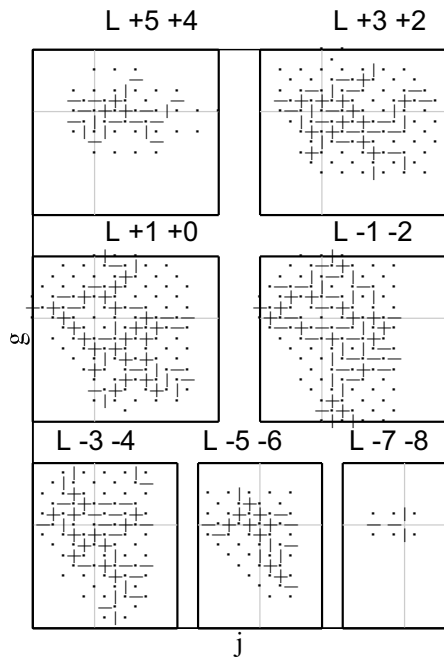 L +5 +4
L +3 +2
L +1 +0
L -1 -2
g
L -3 -4
L -5 -6
L -7 -8
j